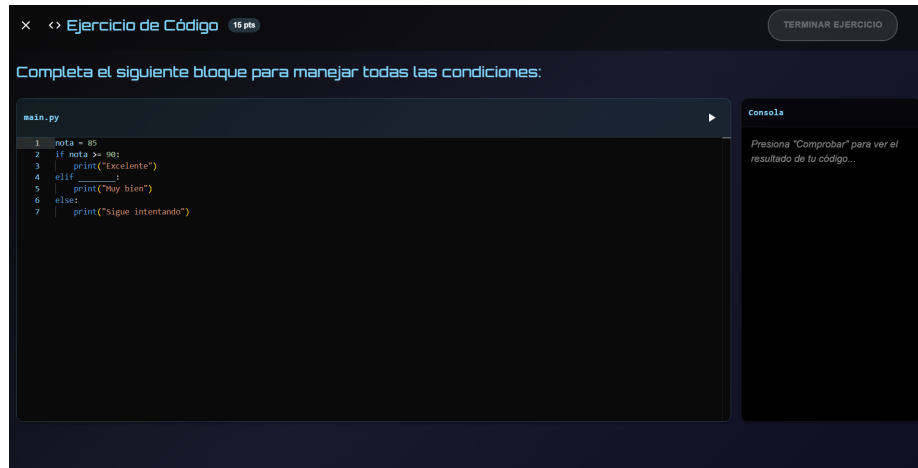 × <> Ejercicio de Código 15 pts
TERMINAR EJERCICIO
Completa el siguiente bloque para manejar todas las condiciones:
main.py
1 nota = 85
2 if nota >= 90:
3 print("Excelente")
4 elif _______:
5 print("Muy bien")
6 else:
7 print("Sigue intentando")
Consola
Presiona "Comprobar" para ver el
resultado de tu código...